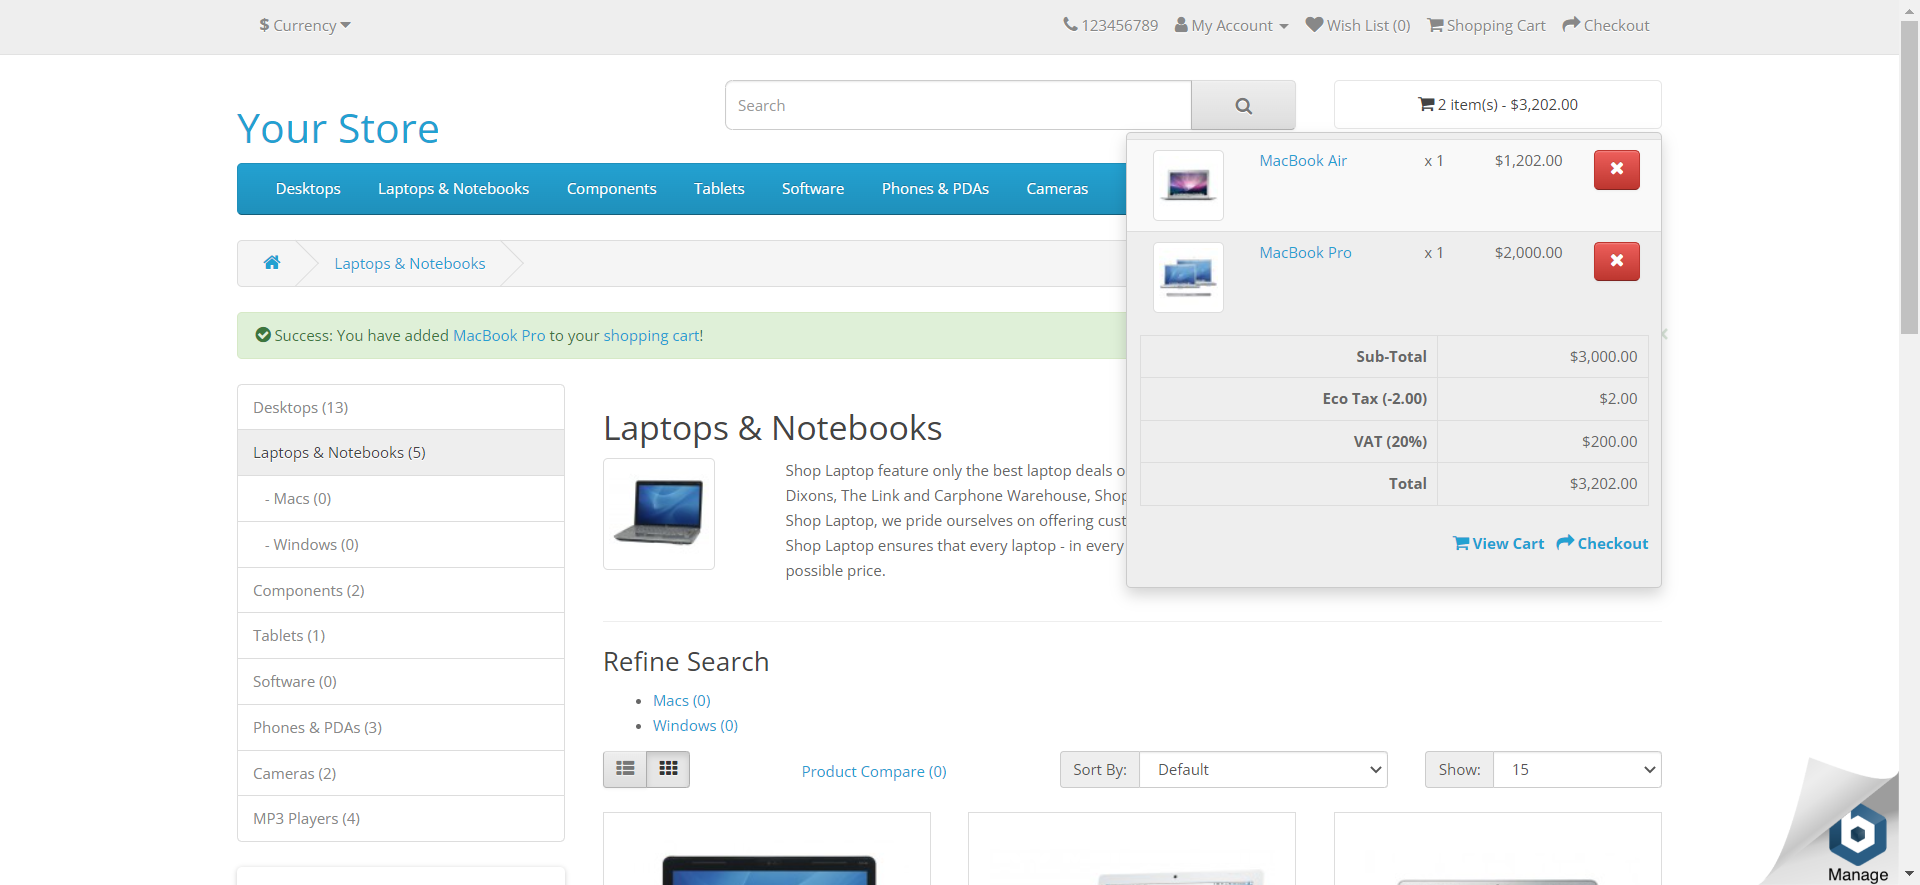 $ Currency
123456789 My Account Wish List (0) Shopping Cart Checkout
Search
2 item(s) - $3,202.00
Your Store
Desktops Laptops & Notebooks Components Tablets Software Phones & PDAs Cameras
MacBook Air x 1 $1,202.00
MacBook Pro x 1 $2,000.00
Sub-Total $3,000.00
Eco Tax (-2.00) $2.00
VAT (20%) $200.00
Total $3,202.00
View Cart Checkout
Laptops & Notebooks
Success: You have added MacBook Pro to your shopping cart!
Desktops (13)
Laptops & Notebooks (5)
- Macs (0)
- Windows (0)
Components (2)
Tablets (1)
Software (0)
Phones & PDAs (3)
Cameras (2)
MP3 Players (4)
Laptops & Notebooks
Shop Laptop feature only the best laptop deals o
Dixons, The Link and Carphone Warehouse, Shop
Shop Laptop, we pride ourselves on offering cust
Shop Laptop ensures that every laptop - in every
possible price.
Refine Search
Macs (0)
Windows (0)
Product Compare (0)
Sort By: Default
Show: 15
Manage